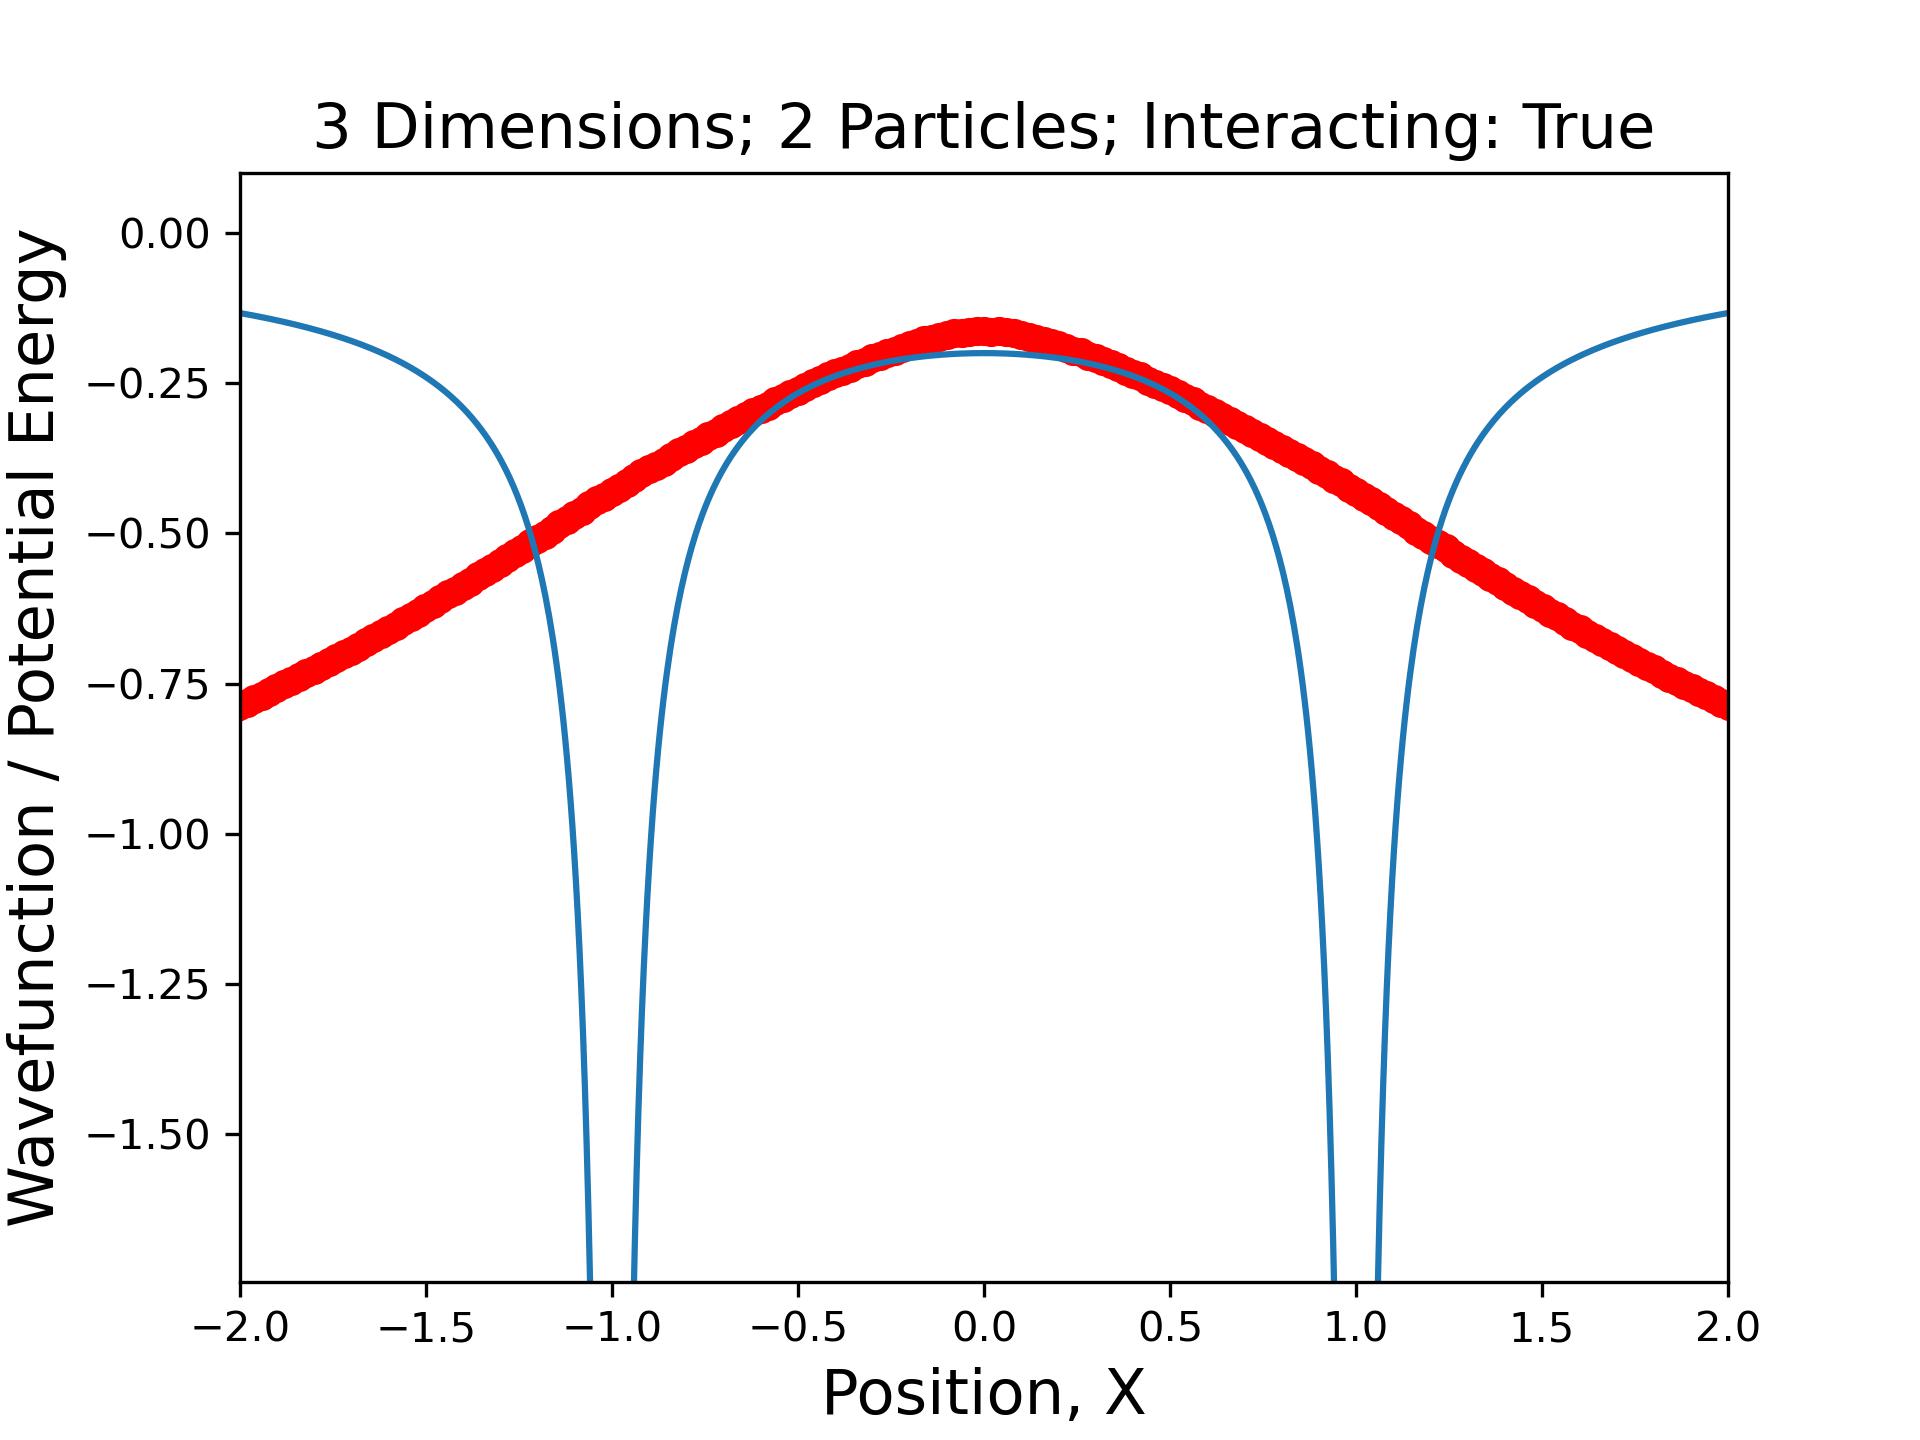 3 Dimensions; 2 Particles; Interacting: True
Wavefunction / Potential Energy
0.00
−0.25
−0.50
−0.75
−1.00
−1.25
−1.50
−2.0 −1.5 −1.0 −0.5 0.0 0.5 1.0 1.5 2.0
Position, X